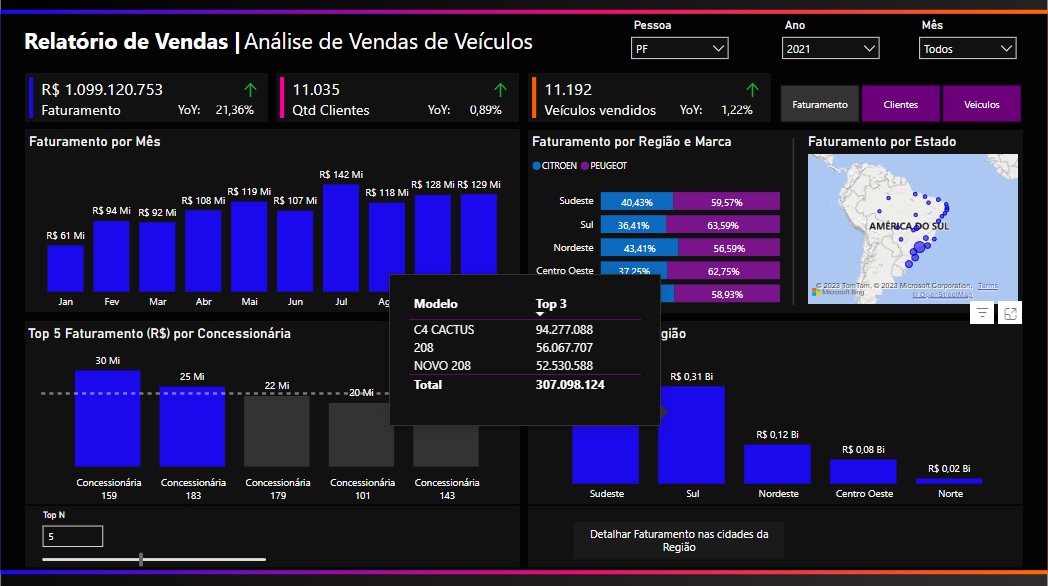 Relatório de Vendas | Análise de Vendas de Veículos
Pessoa
PF
Ano
2021
Mês
Todos
R$ 1.099.120.753
Faturamento
YoY: 21,36%
11.035
Qtd Clientes
YoY: 0,89%
11.192
Veículos vendidos
YoY: 1,22%
Faturamento
Clientes
Veiculos
Faturamento por Mês
R$ 61 Mi
R$ 94 Mi
R$ 92 Mi
R$ 108 Mi
R$ 119 Mi
R$ 107 Mi
R$ 142 Mi
R$ 118 Mi
R$ 128 Mi
R$ 129 Mi
Jan
Fev
Mar
Abr
Mai
Jun
Jul
Ag
Faturamento por Região e Marca
CITROEN
PEUGEOT
Sudeste 40,43% 59,57%
Sul 36,41% 63,59%
Nordeste 43,41% 56,59%
Centro Oeste 37,25% 62,75%
58,93%
Faturamento por Estado
AMÉRICA DO SUL
© 2023 TomTom, © 2023 Microsoft Corporation, Terms
Microsoft Bing
© OpenStreetMap
Modelo Top 3
C4 CACTUS 94.277.088
208 56.067.707
NOVO 208 52.530.588
Total 307.098.124
Top 5 Faturamento (R$) por Concessionária
30 Mi
25 Mi
22 Mi
20 Mi
Concessionária
159
Concessionária
183
Concessionária
179
Concessionária
101
Concessionária
143
Top N
5
gião
R$ 0,31 Bi
R$ 0,12 Bi
R$ 0,08 Bi
R$ 0,02 Bi
Sudeste
Sul
Nordeste
Centro Oeste
Norte
Detalhar Faturamento nas cidades da
Região